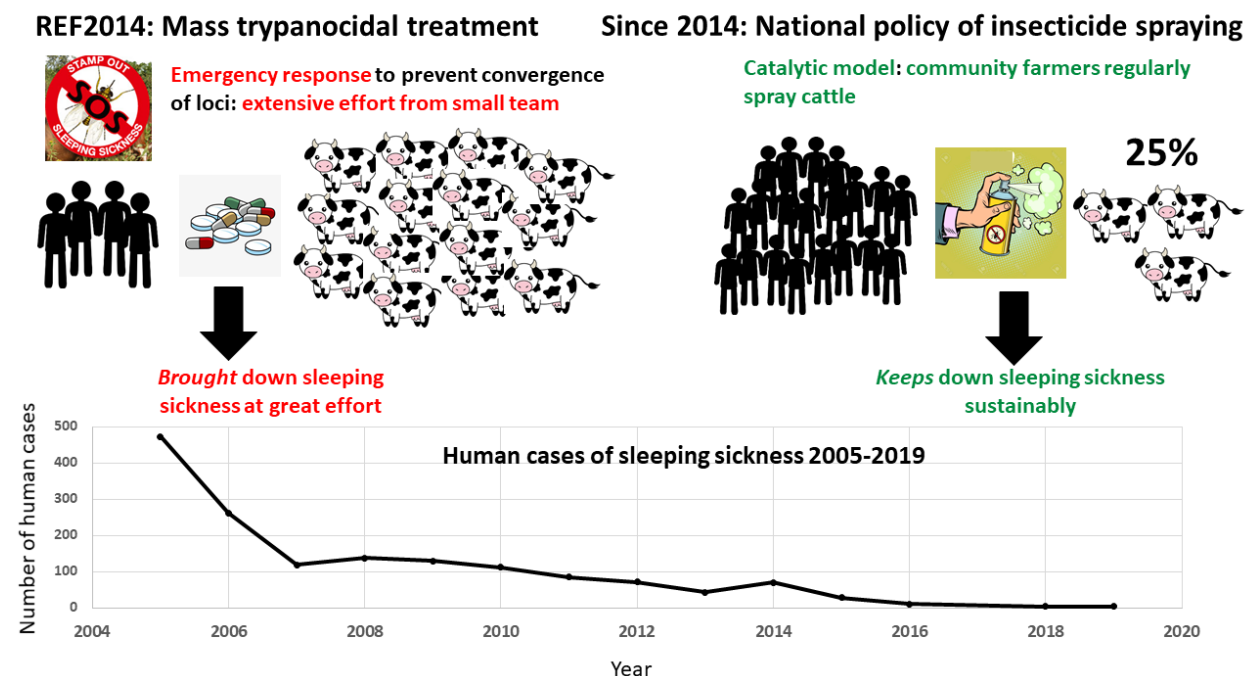 REF2014: Mass trypanocidal treatment
Since 2014: National policy of insecticide spraying
STAMP OUT
SOS
SLEEPING SICKNESS
Emergency response to prevent convergence
of loci: extensive effort from small team
Catalytic model: community farmers regularly
spray cattle
25%
Brought down sleeping
sickness at great effort
Keeps down sleeping sickness
sustainably
Human cases of sleeping sickness 2005-2019
Number of human cases
500
400
300
200
100
0
2004 2006 2008 2010 2012 2014 2016 2018 2020
Year